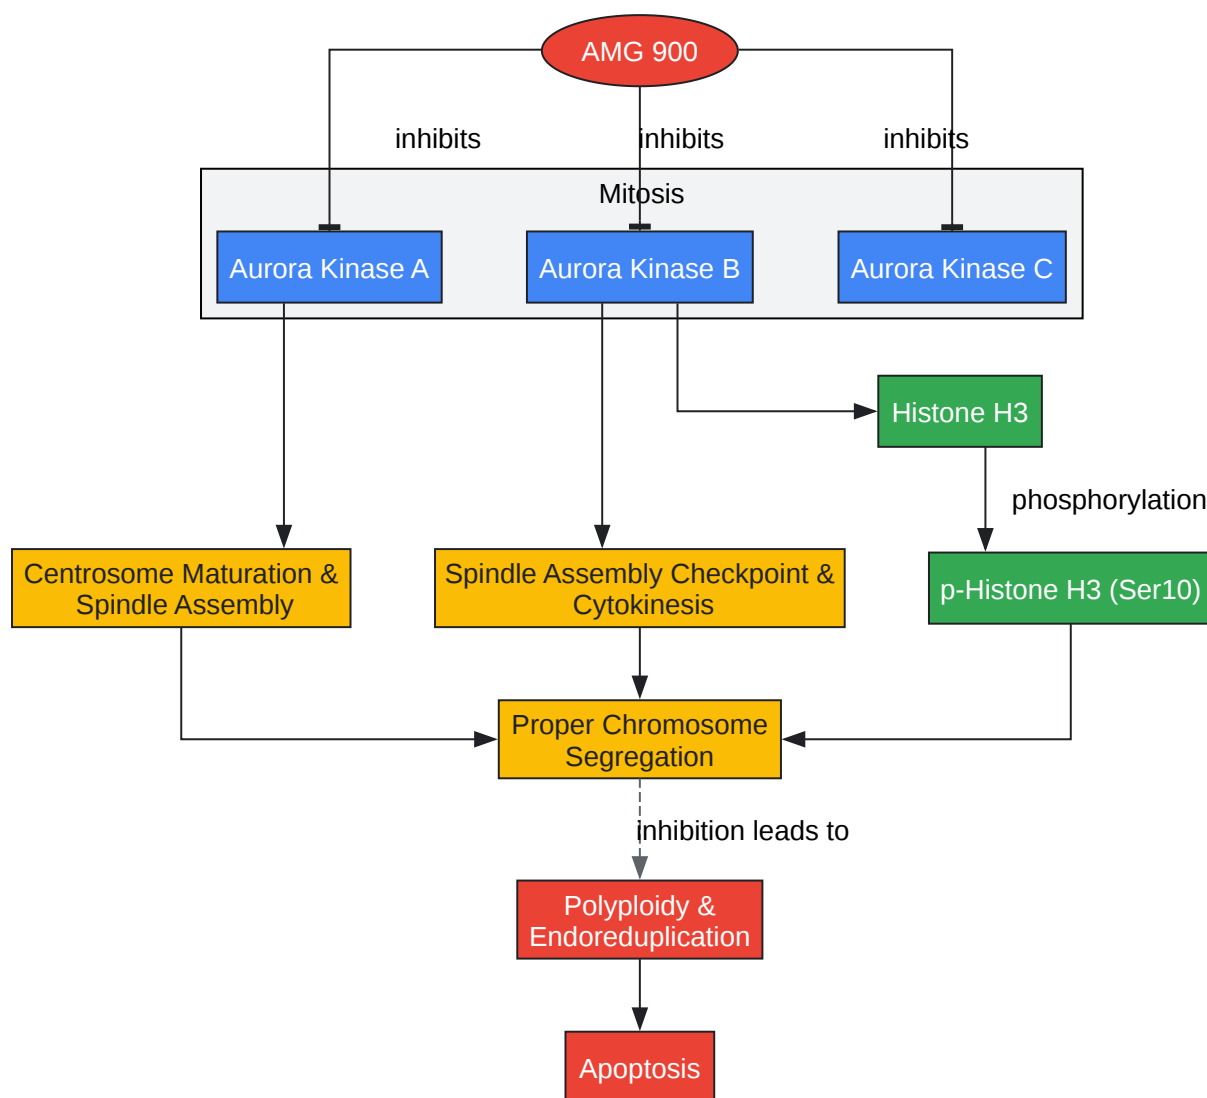 AMG 900
inhibits
inhibits
inhibits
Mitosis
Aurora Kinase A
Aurora Kinase B
Aurora Kinase C
Histone H3
phosphorylation
Centrosome Maturation &
Spindle Assembly
Spindle Assembly Checkpoint &
Cytokinesis
p-Histone H3 (Ser10)
Proper Chromosome
Segregation
inhibition leads to
Polyploidy &
Endoreduplication
Apoptosis